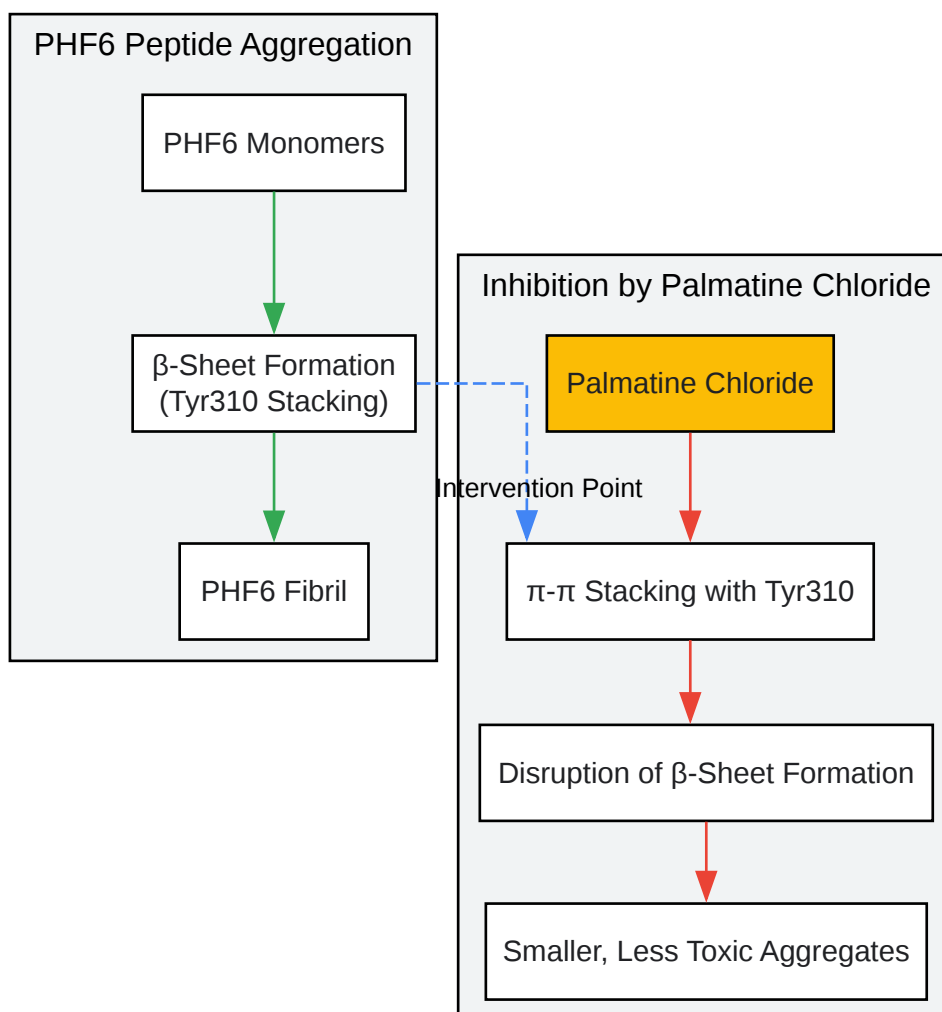 PHF6 Peptide Aggregation
PHF6 Monomers
β-Sheet Formation
(Tyr310 Stacking)
PHF6 Fibril
Intervention Point
Inhibition by Palmatine Chloride
Palmatine Chloride
π-π Stacking with Tyr310
Disruption of β-Sheet Formation
Smaller, Less Toxic Aggregates